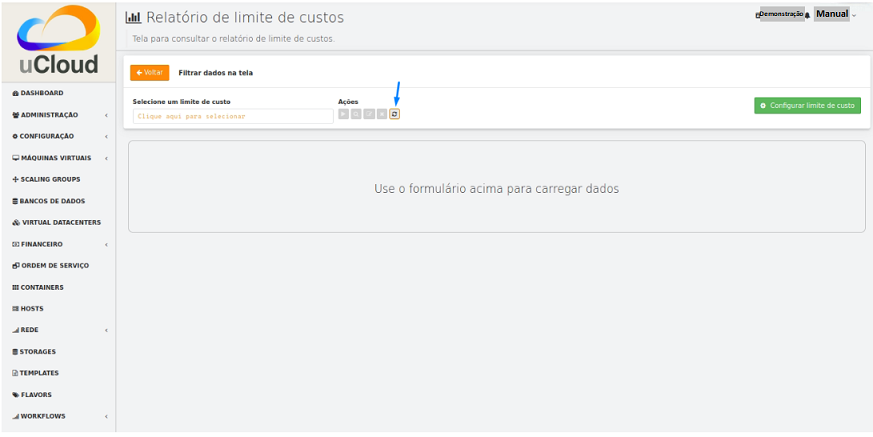 Relatório de limite de custos
Demonstração
Manual
Tela para consultar o relatório de limite de custos.
uCloud
Voltar
Filtrar dados na tela
Selecione um limite de custo
Ações
Clique aqui para selecionar
Configurar limite de custo
Use o formulário acima para carregar dados
DASHBOARD
ADMINISTRAÇÃO
CONFIGURAÇÃO
MÁQUINAS VIRTUAIS
SCALING GROUPS
BANCOS DE DADOS
VIRTUAL DATACENTERS
FINANCEIRO
ORDEM DE SERVIÇO
CONTAINERS
HOSTS
REDE
STORAGES
TEMPLATES
FLAVORS
WORKFLOWS